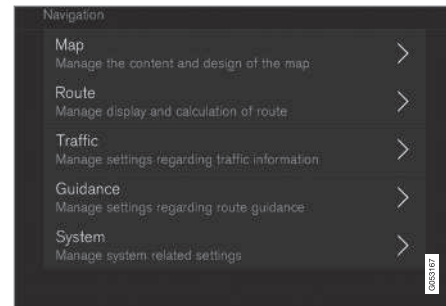 Navigation
Map
Manage the content and design of the map
Route
Manage display and calculation of route
Traffic
Manage settings regarding traffic information
Guidance
Manage settings regarding route guidance
System
Manage system related settings
G053167